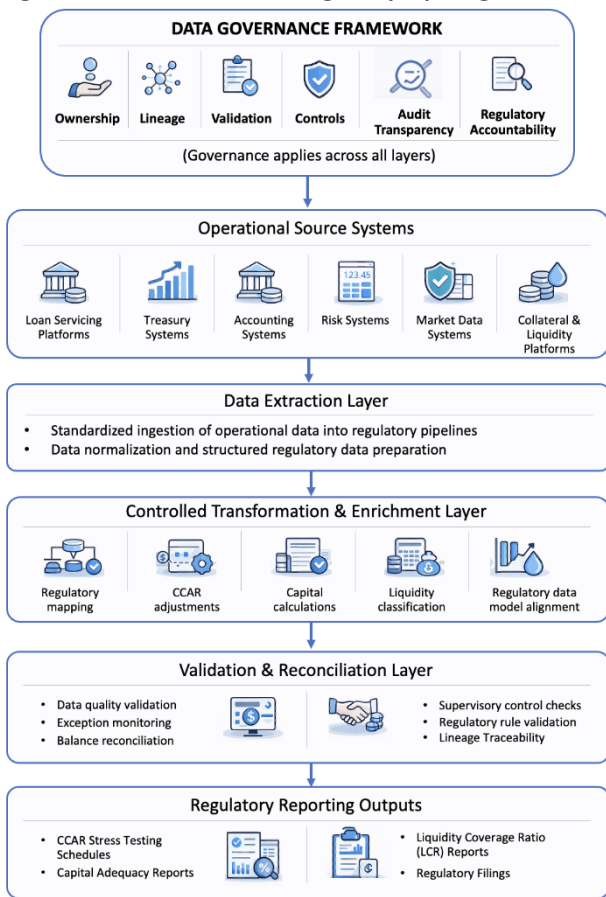 DATA GOVERNANCE FRAMEWORK
Ownership
Lineage
Validation
Controls
Audit
Transparency
Regulatory
Accountability
(Governance applies across all layers)
Operational Source Systems
123.45
Loan Servicing
Platforms
Treasury
Systems
Accounting
Systems
Risk Systems
Market Data
Systems
Collateral &
Liquidity
Platforms
Data Extraction Layer
• Standardized ingestion of operational data into regulatory pipelines
• Data normalization and structured regulatory data preparation
Controlled Transformation & Enrichment Layer
Regulatory
mapping
CCAR
adjustments
Capital
calculations
Liquidity
classification
Regulatory data
model alignment
Validation & Reconciliation Layer
• Data quality validation
• Exception monitoring
• Balance reconciliation
• Supervisory control checks
• Regulatory rule validation
• Lineage Traceability
Regulatory Reporting Outputs
• CCAR Stress Testing
Schedules
• Capital Adequacy Reports
• Liquidity Coverage Ratio
(LCR) Reports
• Regulatory Filings